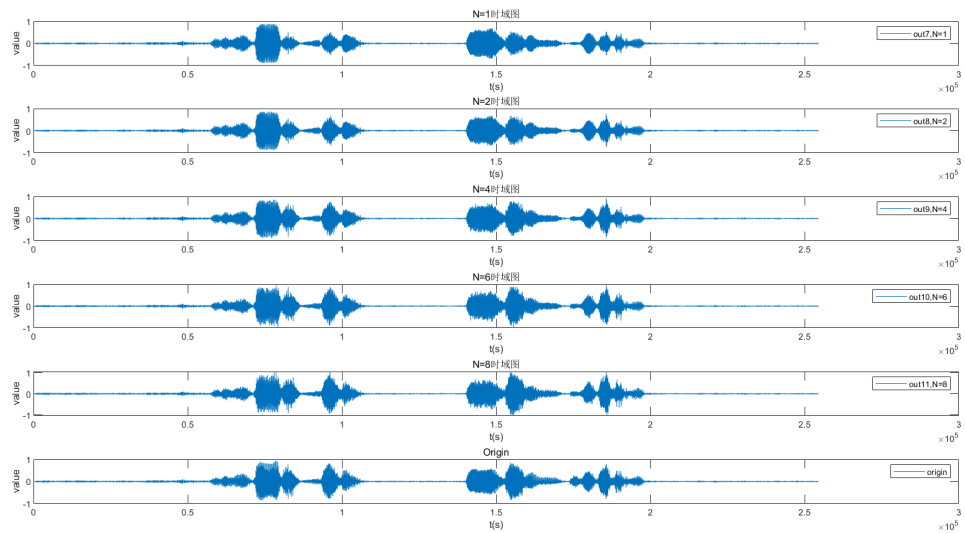 N=1时域图
value
1
0
-1
out7,N=1
0 0.5 1 1.5 2 2.5 3
t(s)
×10^5
N=2时域图
value
1
0
-1
out8,N=2
0 0.5 1 1.5 2 2.5 3
t(s)
×10^5
N=4时域图
value
1
0
-1
out9,N=4
0 0.5 1 1.5 2 2.5 3
t(s)
×10^5
N=6时域图
value
1
0
-1
out10,N=6
0 0.5 1 1.5 2 2.5 3
t(s)
×10^5
N=8时域图
value
1
0
-1
out11,N=8
0 0.5 1 1.5 2 2.5 3
t(s)
×10^5
Origin
value
1
0
-1
origin
0 0.5 1 1.5 2 2.5 3
t(s)
×10^5